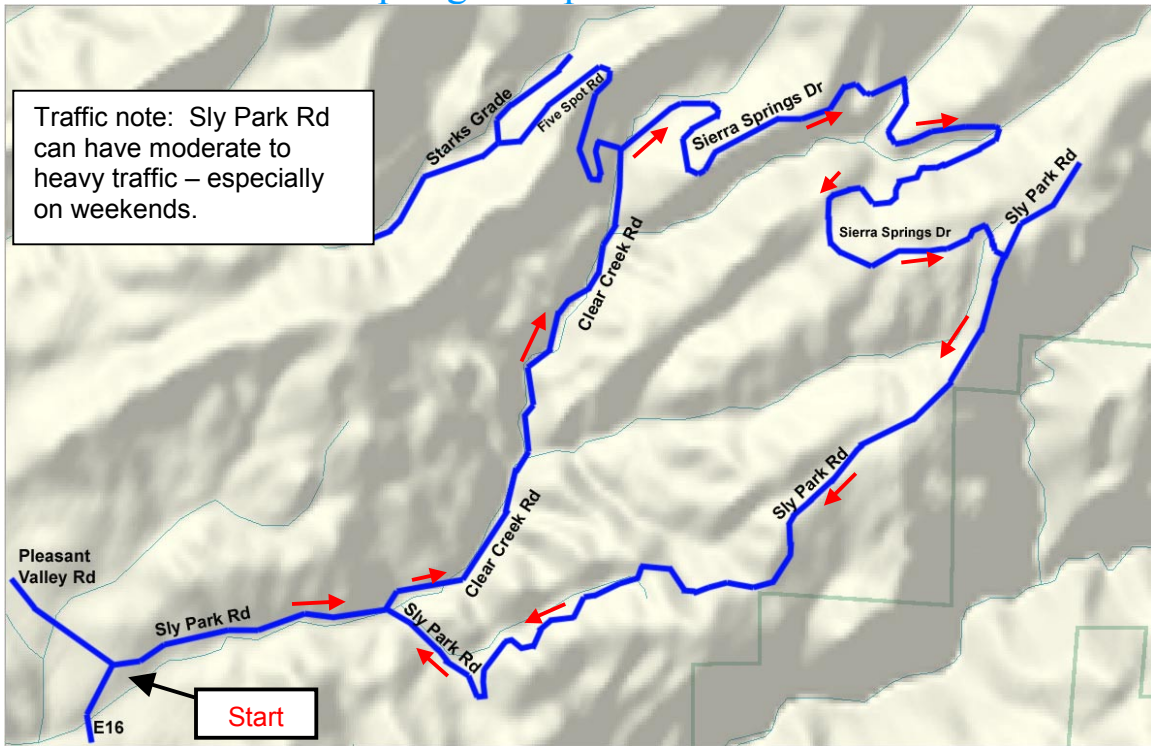 Traffic note: Sly Park Rd
can have moderate to
heavy traffic – especially
on weekends.
Starks Grade
Five Spot Rd
Sierra Springs Dr
Sly Park Rd
Sierra Springs Dr
Clear Creek Rd
Sly Park Rd
Clear Creek Rd
Pleasant
Valley Rd
Sly Park Rd
Sly Park Rd
Start
E16